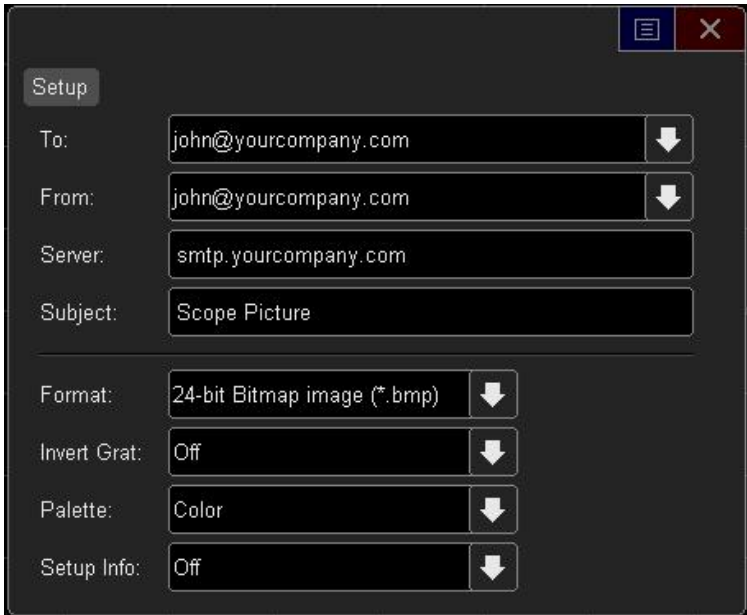 Setup
To: john@yourcompany.com
From: john@yourcompany.com
Server: smtp.yourcompany.com
Subject: Scope Picture
Format: 24-bit Bitmap image (*.bmp)
Invert Grat: Off
Palette: Color
Setup Info: Off